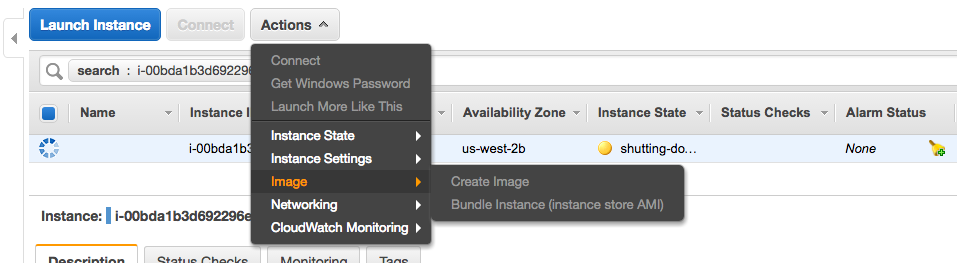 Launch Instance Connect Actions
Connect
search : i-00bda1b3d692296
Get Windows Password
Launch More Like This
Name Instance I Availability Zone Instance State Status Checks Alarm Status
Instance State
i-00bda1b3 us-west-2b shutting-do... None
Instance Settings
Image Create Image
Networking Bundle Instance (instance store AMI)
Instance: i-00bda1b3d692296e
CloudWatch Monitoring
Description Status Checks Monitoring Tags